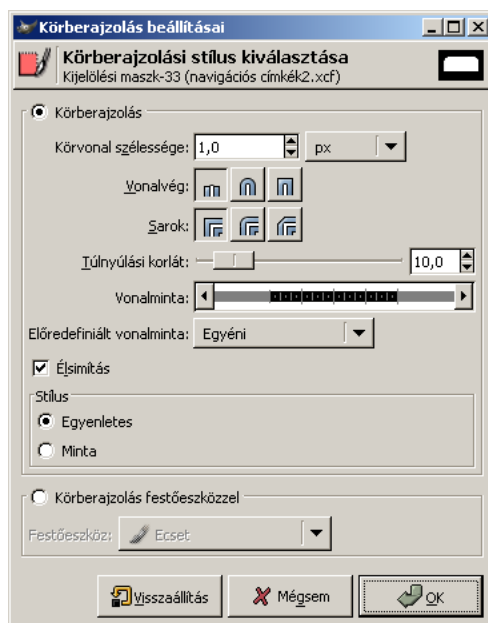 Körberajzolás beállításai
Körberajzolási stílus kiválasztása
Kijelölési maszk-33 (navigációs címkék2.xcf)
Körberajzolás
Körvonal szélessége: 1,0 px
Vonalvég:
Sarok:
Túlnyúlási korlát: 10,0
Vonalminta:
Előredefiniált vonalminta: Egyéni
Élsimítás
Stílus
Egyenletes
Minta
Körberajzolás festőeszközzel
Festőeszköz: Ecset
Visszaállítás Mégsem OK